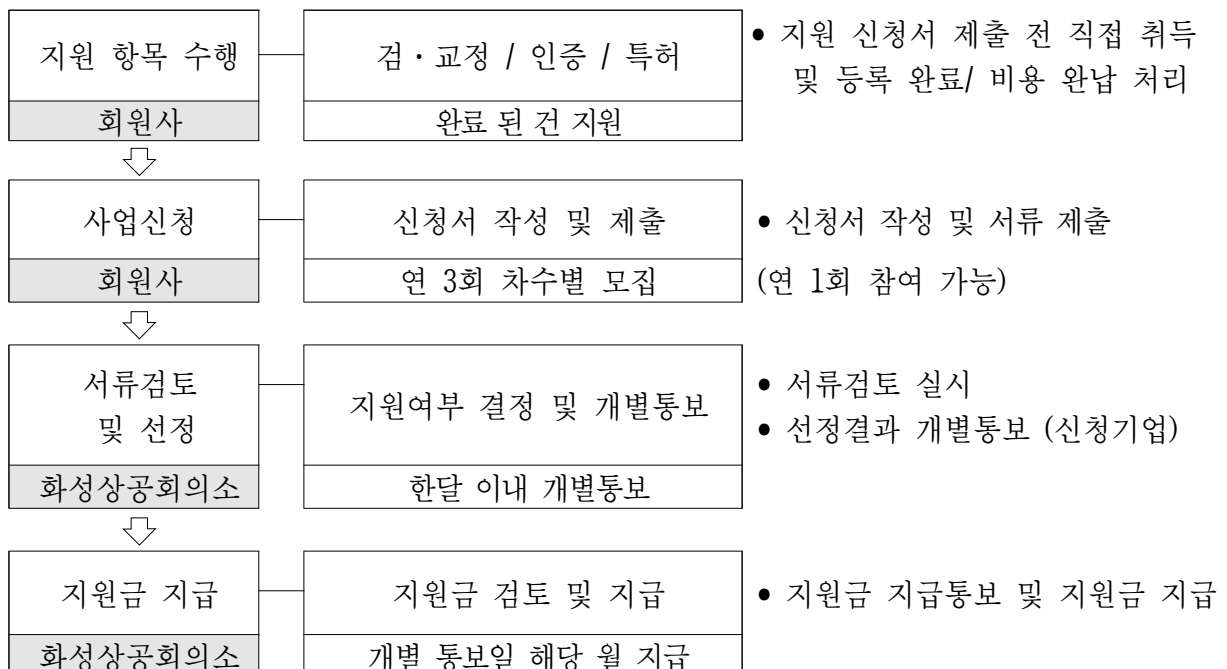 지원 항목 수행
검·교정 / 인증 / 특허
● 지원 신청서 제출 전 직접 취득
및 등록 완료/ 비용 완납 처리
회원사
완료 된 건 지원
사업신청
신청서 작성 및 제출
● 신청서 작성 및 서류 제출
회원사
연 3회 차수별 모집
(연 1회 참여 가능)
서류검토
및 선정
지원여부 결정 및 개별통보
● 서류검토 실시
● 선정결과 개별통보 (신청기업)
화성상공회의소
한달 이내 개별통보
지원금 지급
지원금 검토 및 지급
● 지원금 지급통보 및 지원금 지급
화성상공회의소
개별 통보일 해당 월 지급